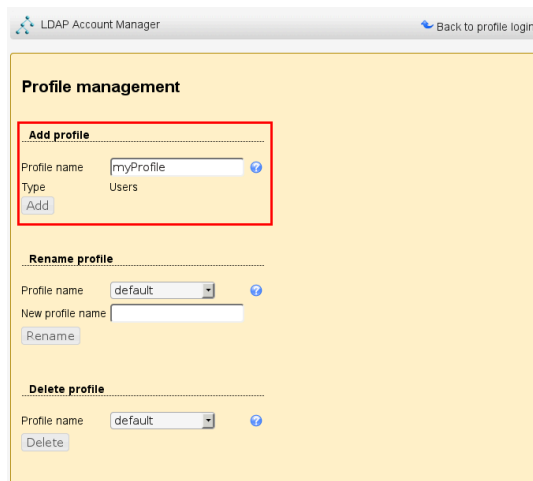 LDAP Account Manager
Back to profile login
Profile management
Add profile
Profile name myProfile
Type Users
Add
Rename profile
Profile name default
New profile name
Rename
Delete profile
Profile name default
Delete